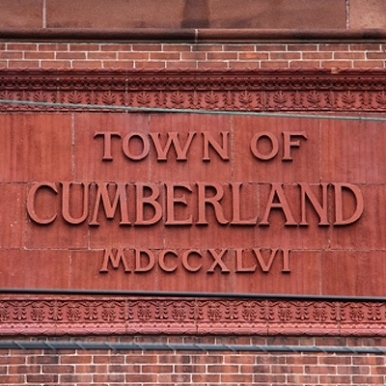 TOWN OF
CUMBERLAND
MDCCXLVI